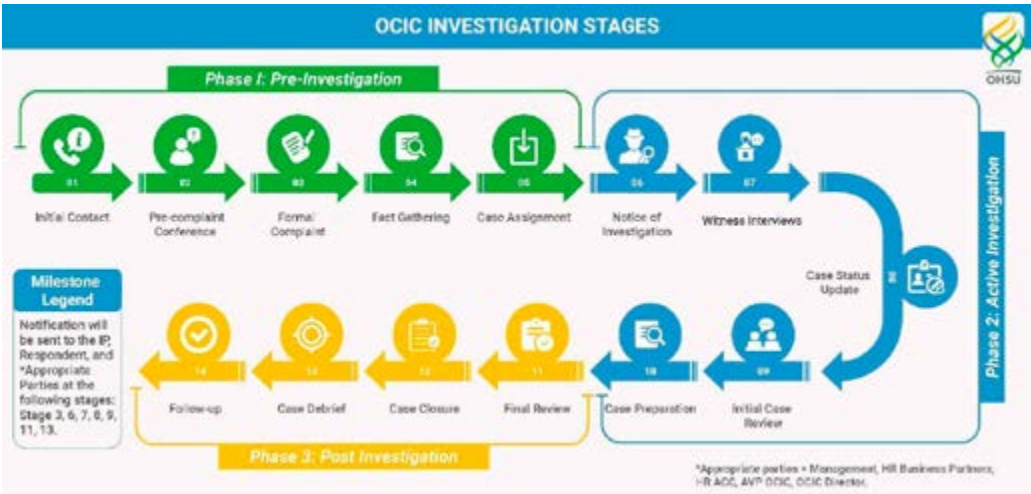 OCIC INVESTIGATION STAGES
OHSU
Phase I: Pre-Investigation
01
02
03
04
05
06
07
Initial Contact
Pre-complaint
Conference
Formal
Complaint
Fact Gathering
Case Assignment
Notice of
Investigation
Witness Interviews
08
Case Status
Update
Phase 2: Active Investigation
Milestone
Legend
Notification will
be sent to the IP,
Respondent, and
*Appropriate
Parties at the
following stages:
Stage 3, 6, 7, 8, 9,
11, 13.
14
13
12
11
10
09
Follow-up
Case Debrief
Case Closure
Final Review
Case Preparation
Initial Case
Review
Phase 3: Post Investigation
*Appropriate parties = Management, HR Business Partners,
HR ACC, AVP OCIC, OCIC Director.